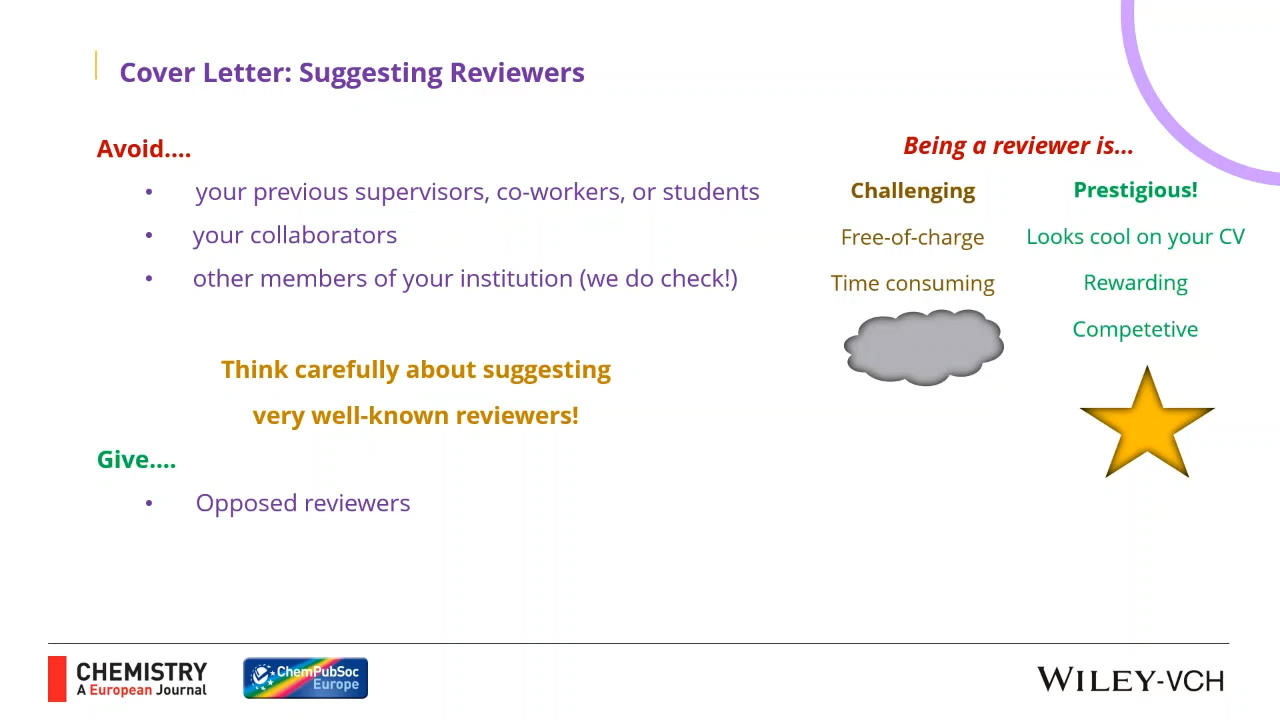 Cover Letter: Suggesting Reviewers
Avoid....
• your previous supervisors, co-workers, or students
• your collaborators
• other members of your institution (we do check!)
Think carefully about suggesting
very well-known reviewers!
Give....
• Opposed reviewers
Being a reviewer is...
Challenging
Free-of-charge
Time consuming
Prestigious!
Looks cool on your CV
Rewarding
Competetive
CHEMISTRY
A European Journal
ChemPubSoc
Europe
WILEY-VCH